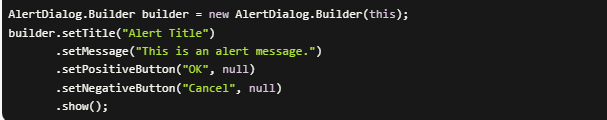 AlertDialog.Builder builder = new AlertDialog.Builder(this);
builder.setTitle("Alert Title")
       .setMessage("This is an alert message.")
       .setPositiveButton("OK", null)
       .setNegativeButton("Cancel", null)
       .show();